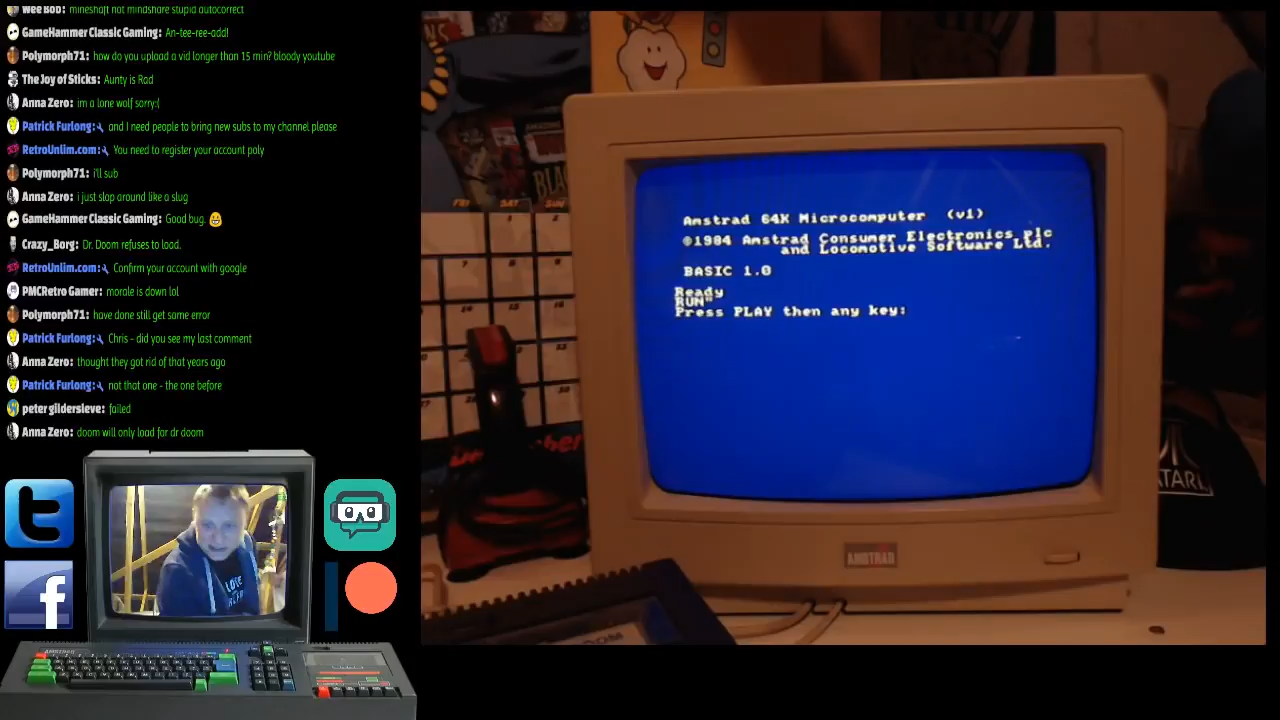 Wee Bob: mineshaft not mindshare stupid autocorrect
GameHammer Classic Gaming: An-tee-ree-add!
Polymorph71: how do you upload a vid longer than 15 min? bloody youtube
The Joy of Sticks: Aunty is Rad
Anna Zero: im a lone wolf sorry:(
Patrick Furlong: and I need people to bring new subs to my channel please
RetroUnlim.com: You need to register your account poly
Polymorph71: i'll sub
Anna Zero: i just slop around like a slug
GameHammer Classic Gaming: Good bug.
Crazy_Borg: Dr. Doom refuses to load.
RetroUnlim.com: Confirm your account with google
PMCRetro Gamer: morale is down lol
Polymorph71: have done still get same error
Patrick Furlong: Chris - did you see my last comment
Anna Zero: thought they got rid of that years ago
Patrick Furlong: not that one - the one before
peter gildersleve: failed
Anna Zero: doom will only load for dr doom
Amstrad 64K Microcomputer (v1)
©1984 Amstrad Consumer Electronics plc
and Locomotive Software Ltd.
BASIC 1.0
Ready
RUN"
Press PLAY then any key:
AMSTRAD
FRI SAT
ATARI
AMSTRAD